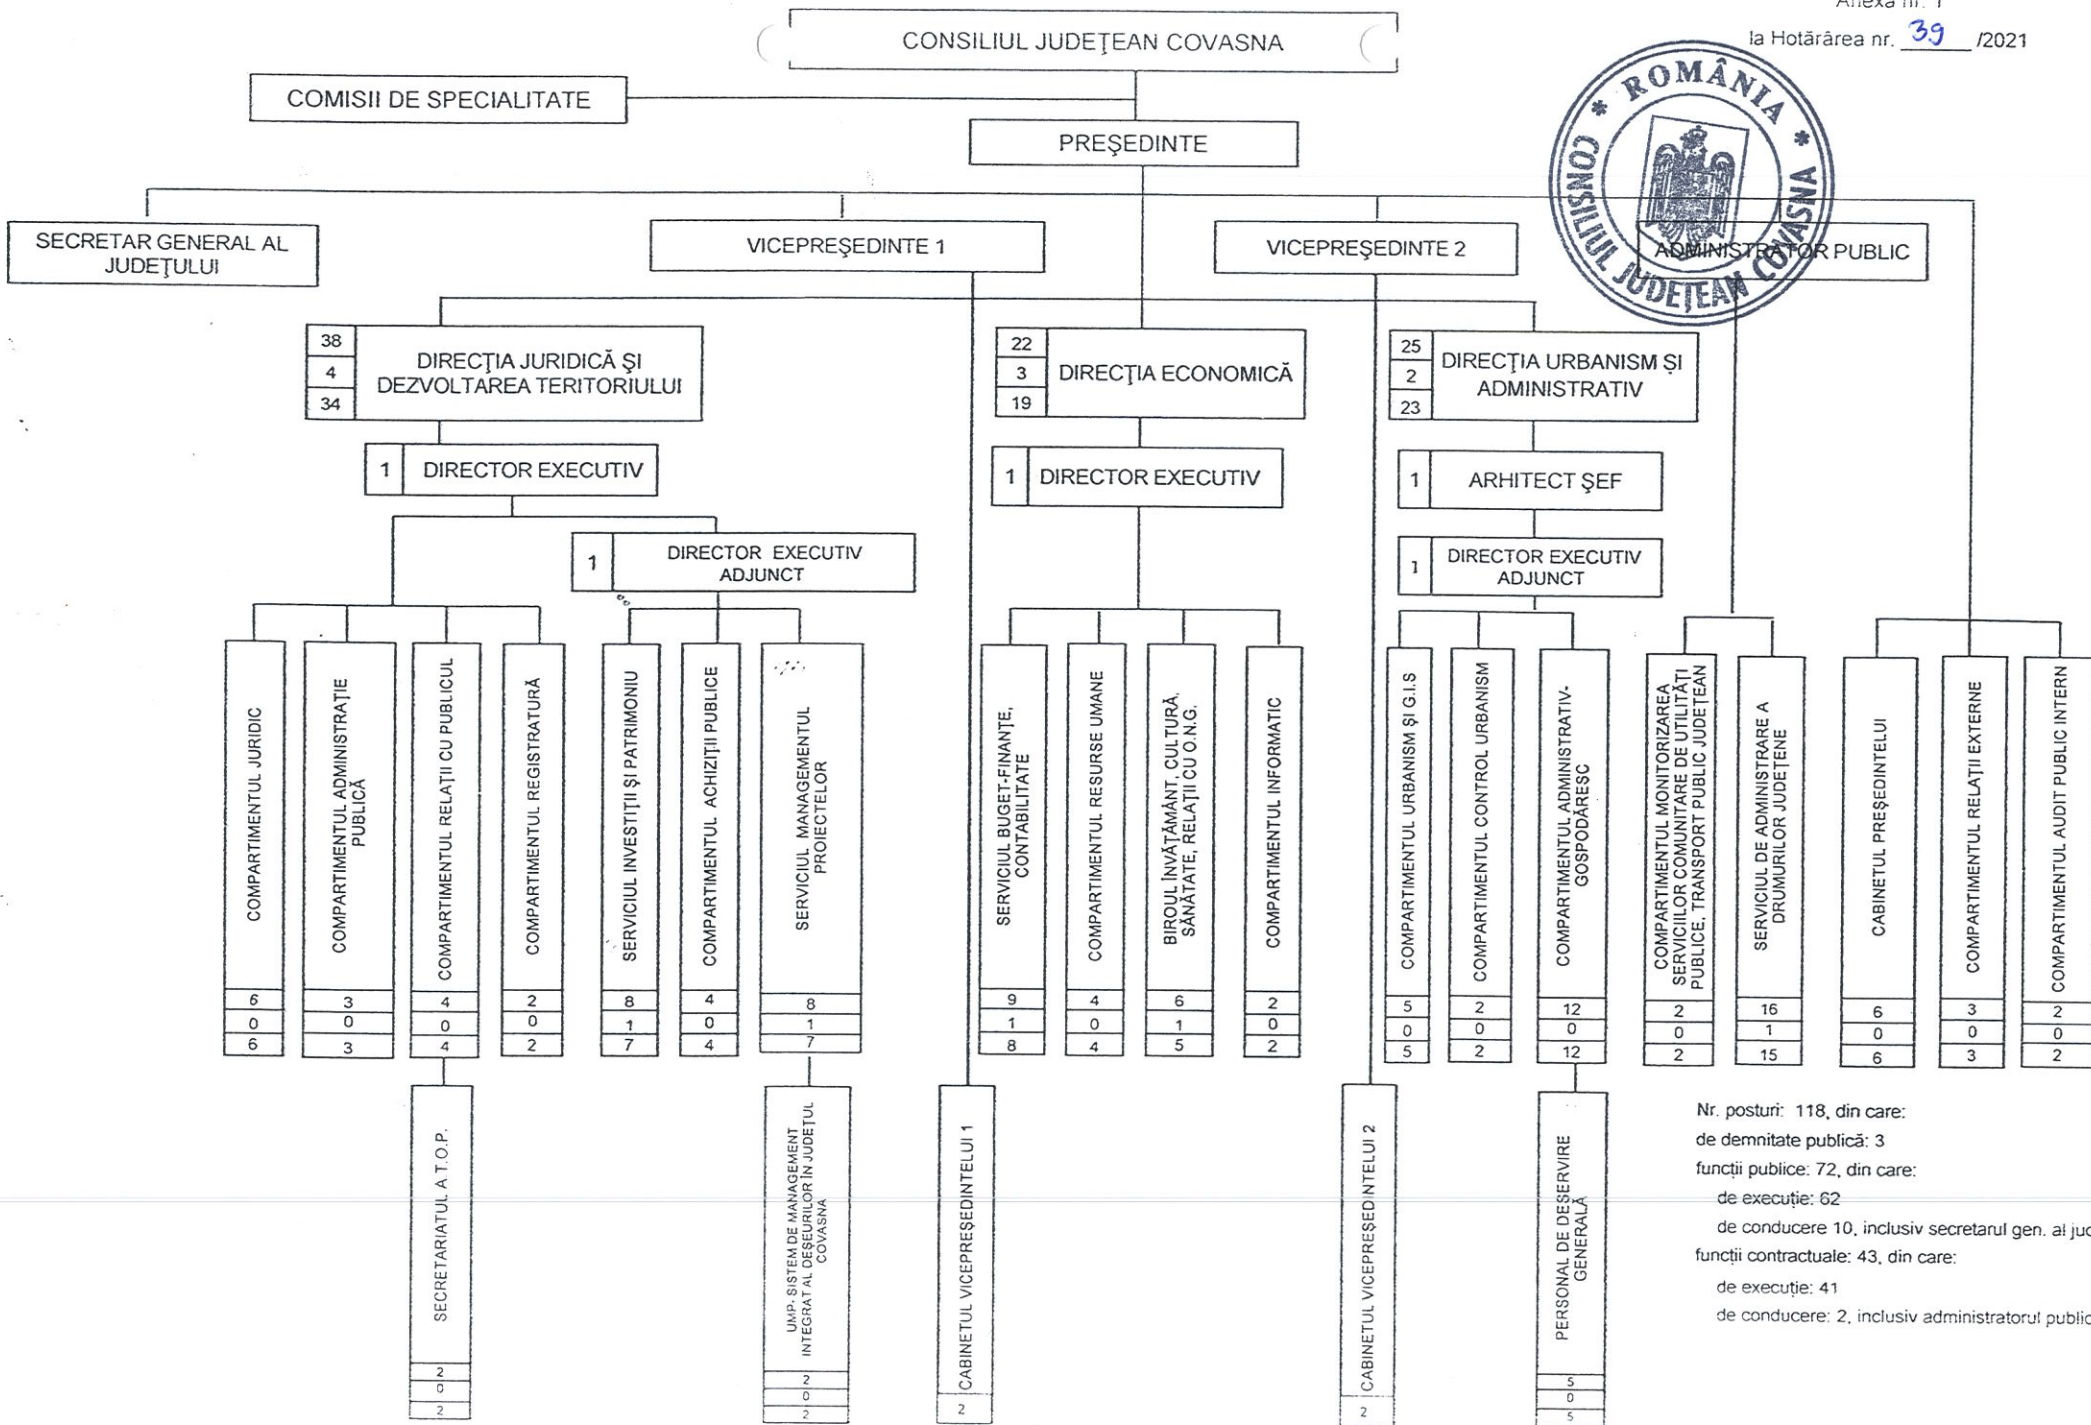 Anexa nr. 1
la Hotărârea nr. 39 /2021
CONSILIUL JUDEŢEAN COVASNA
COMISII DE SPECIALITATE
PREŞEDINTE
* ROMÂNIA *
CONSILIUL JUDEŢEAN COVASNA
SECRETAR GENERAL AL
JUDEŢULUI
VICEPREŞEDINTE 1
VICEPREŞEDINTE 2
ADMINISTRATOR PUBLIC
38
4
34
DIRECŢIA JURIDICĂ ŞI
DEZVOLTAREA TERITORIULUI
22
3
19
DIRECŢIA ECONOMICĂ
25
2
23
DIRECŢIA URBANISM ŞI
ADMINISTRATIV
1 DIRECTOR EXECUTIV
1 DIRECTOR EXECUTIV
1 ARHITECT ŞEF
1 DIRECTOR EXECUTIV
ADJUNCT
1 DIRECTOR EXECUTIV
ADJUNCT
COMPARTIMENTUL JURIDIC
6
0
6
COMPARTIMENTUL ADMINISTRAŢIE
PUBLICĂ
3
0
3
COMPARTIMENTUL RELAŢII CU PUBLICUL
4
0
4
COMPARTIMENTUL REGISTRATURĂ
2
0
2
SERVICIUL INVESTIŢII ŞI PATRIMONIU
8
1
7
COMPARTIMENTUL ACHIZIŢII PUBLICE
4
0
4
SERVICIUL MANAGEMENTUL
PROIECTELOR
8
1
7
SERVICIUL BUGET-FINANŢE,
CONTABILITATE
9
1
8
COMPARTIMENTUL RESURSE UMANE
4
0
4
BIROUL ÎNVĂŢĂMÂNT, CULTURĂ,
SĂNĂTATE, RELAŢII CU O.N.G.
6
1
5
COMPARTIMENTUL INFORMATIC
2
0
2
COMPARTIMENTUL URBANISM ŞI G.I.S
5
0
5
COMPARTIMENTUL CONTROL URBANISM
2
0
2
COMPARTIMENTUL ADMINISTRATIV-
GOSPODĂRESC
12
0
12
COMPARTIMENTUL MONITORIZAREA
SERVICIILOR COMUNITARE DE UTILITĂŢI
PUBLICE, TRANSPORT PUBLIC JUDEŢEAN
2
0
2
SERVICIUL DE ADMINISTRARE A
DRUMURILOR JUDEŢENE
16
1
15
CABINETUL PREŞEDINTELUI
6
0
6
COMPARTIMENTUL RELAŢII EXTERNE
3
0
3
COMPARTIMENTUL AUDIT PUBLIC INTERN
2
0
2
SECRETARIATUL A T.O.P.
2
0
2
UMP- SISTEM DE MANAGEMENT
INTEGRAT AL DEŞEURILOR ÎN JUDEŢUL
COVASNA
2
0
2
CABINETUL VICEPREŞEDINTELUI 1
2
CABINETUL VICEPREŞEDINTELUI 2
2
PERSONAL DE DESERVIRE
GENERALĂ
5
0
5
Nr. posturi: 118, din care:
de demnitate publică: 3
funcţii publice: 72, din care:
de execuţie: 62
de conducere 10, inclusiv secretarul gen. al jud
funcţii contractuale: 43, din care:
de execuţie: 41
de conducere: 2, inclusiv administratorul public